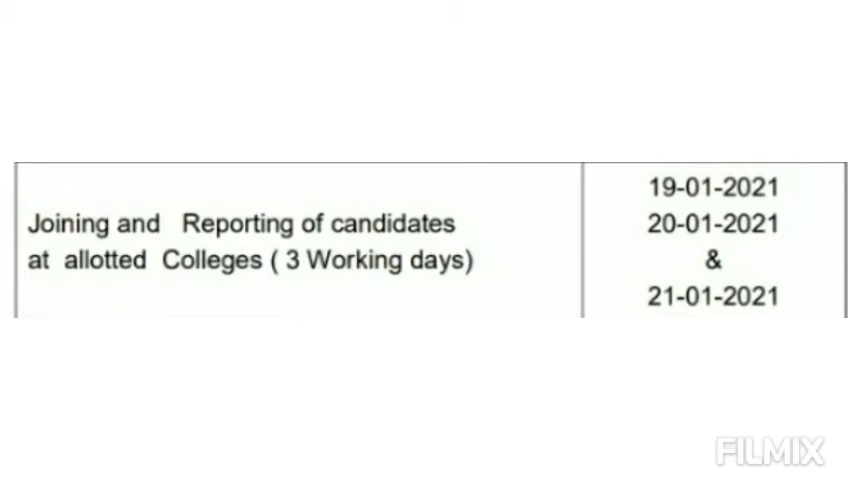 Joining and Reporting of candidates
at allotted Colleges ( 3 Working days)
19-01-2021
20-01-2021
&
21-01-2021
FILMIX